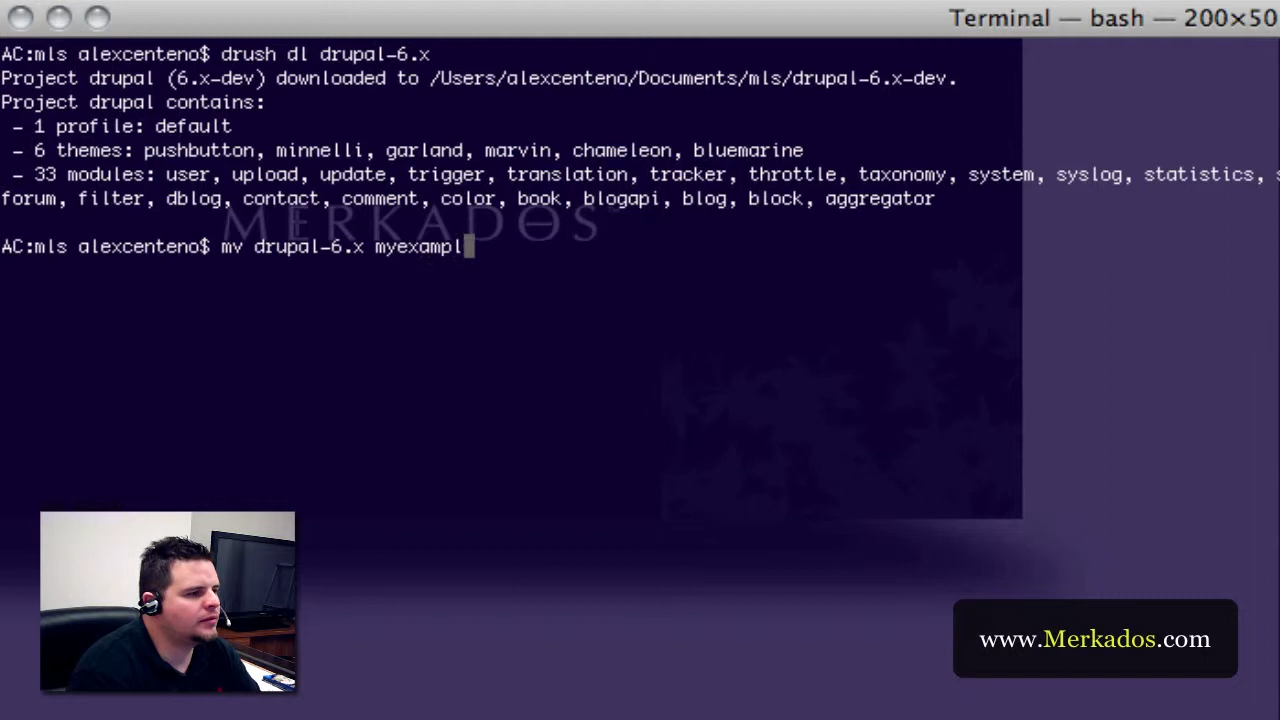 Terminal — bash — 200×50
AC:mls alexcenteno$ drush dl drupal-6.x
Project drupal (6.x-dev) downloaded to /Users/alexcenteno/Documents/mls/drupal-6.x-dev.
Project drupal contains:
- 1 profile: default
- 6 themes: pushbutton, minnelli, garland, marvin, chameleon, bluemarine
- 33 modules: user, upload, update, trigger, translation, tracker, throttle, taxonomy, system, syslog, statistics,
forum, filter, dblog, contact, comment, color, book, blogapi, blog, block, aggregator
MERKADOS
AC:mls alexcenteno$ mv drupal-6.x myexampl
www.Merkados.com